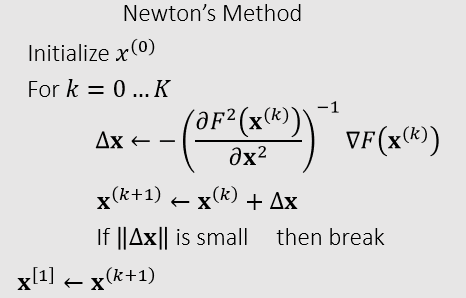 Newton’s Method
Initialize x⁽⁰⁾
For k = 0 … K
Δ𝐱 ← −(∂F²(𝐱⁽ᵏ⁾)/∂𝐱²)⁻¹ ∇F(𝐱⁽ᵏ⁾)
𝐱⁽ᵏ⁺¹⁾ ← 𝐱⁽ᵏ⁾ + Δ𝐱
If ‖Δ𝐱‖ is small then break
𝐱[1] ← 𝐱⁽ᵏ⁺¹⁾